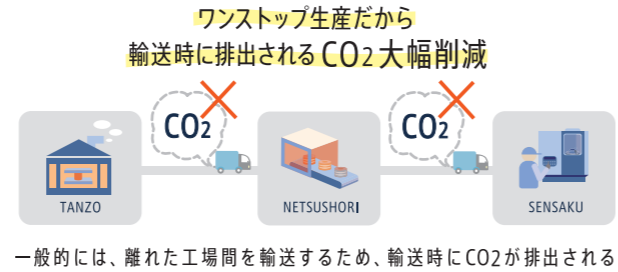 ワンストップ生産だから
輸送時に排出されるCO2大幅削減
CO2
CO2
TANZO
NETSUSHORI
SENSAKU
一般的には、離れた工場間を輸送するため、輸送時にCO2が排出される